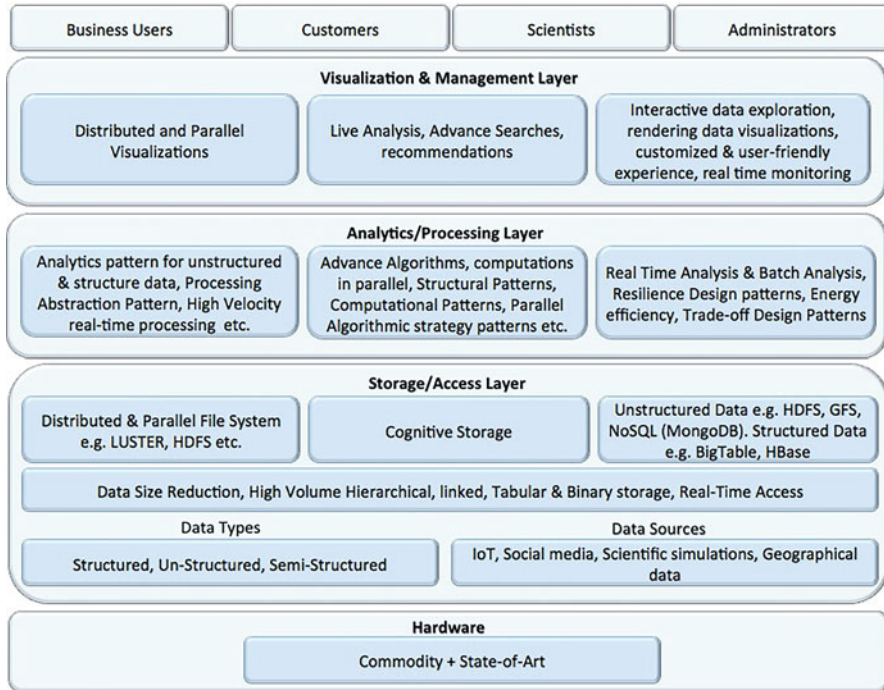 Business Users
Customers
Scientists
Administrators
Visualization & Management Layer
Distributed and Parallel
Visualizations
Live Analysis, Advance Searches,
recommendations
Interactive data exploration,
rendering data visualizations,
customized & user-friendly
experience, real time monitoring
Analytics/Processing Layer
Analytics pattern for unstructured
& structure data, Processing
Abstraction Pattern, High Velocity
real-time processing etc.
Advance Algorithms, computations
in parallel, Structural Patterns,
Computational Patterns, Parallel
Algorithmic strategy patterns etc.
Real Time Analysis & Batch Analysis,
Resilience Design patterns, Energy
efficiency, Trade-off Design Patterns
Storage/Access Layer
Distributed & Parallel File System
e.g. LUSTER, HDFS etc.
Cognitive Storage
Unstructured Data e.g. HDFS, GFS,
NoSQL (MongoDB). Structured Data
e.g. BigTable, HBase
Data Size Reduction, High Volume Hierarchical, linked, Tabular & Binary storage, Real-Time Access
Data Types
Structured, Un-Structured, Semi-Structured
Data Sources
IoT, Social media, Scientific simulations, Geographical
data
Hardware
Commodity + State-of-Art